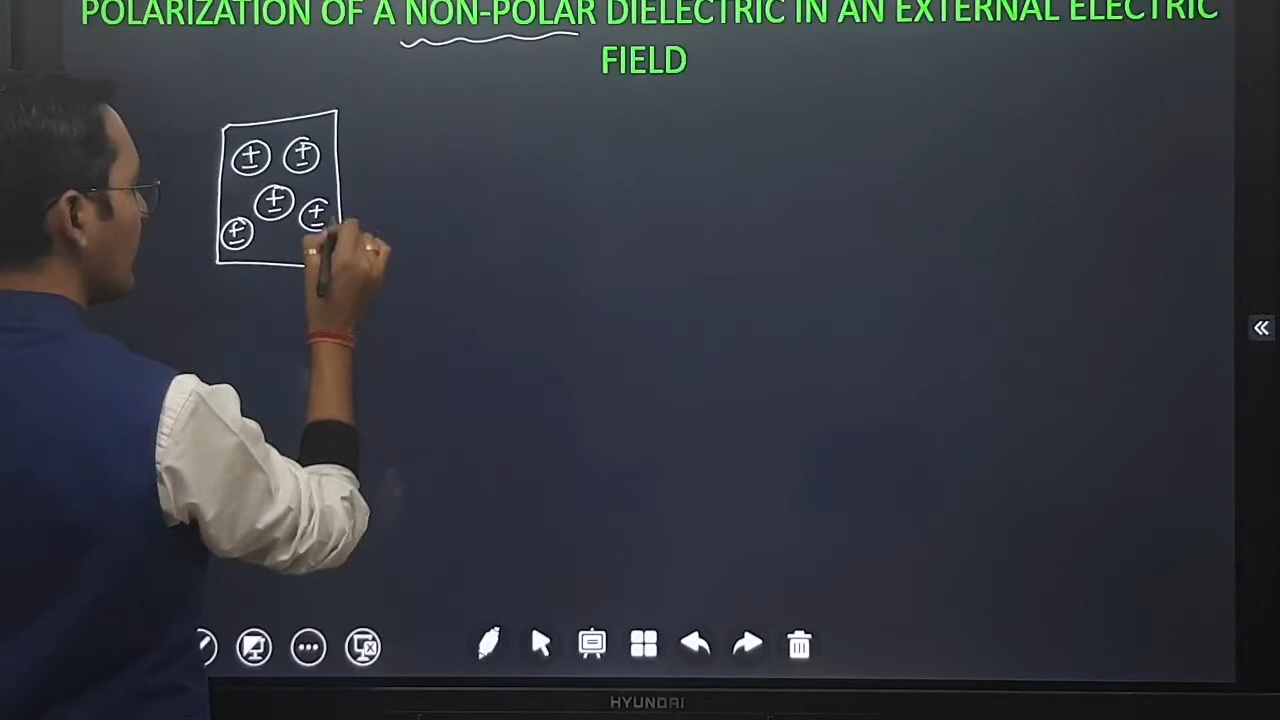 POLARIZATION OF A NON-POLAR DIELECTRIC IN AN EXTERNAL ELECTRIC
FIELD
+ +
- -
+
-
+
-
+
-
HYUNDAI